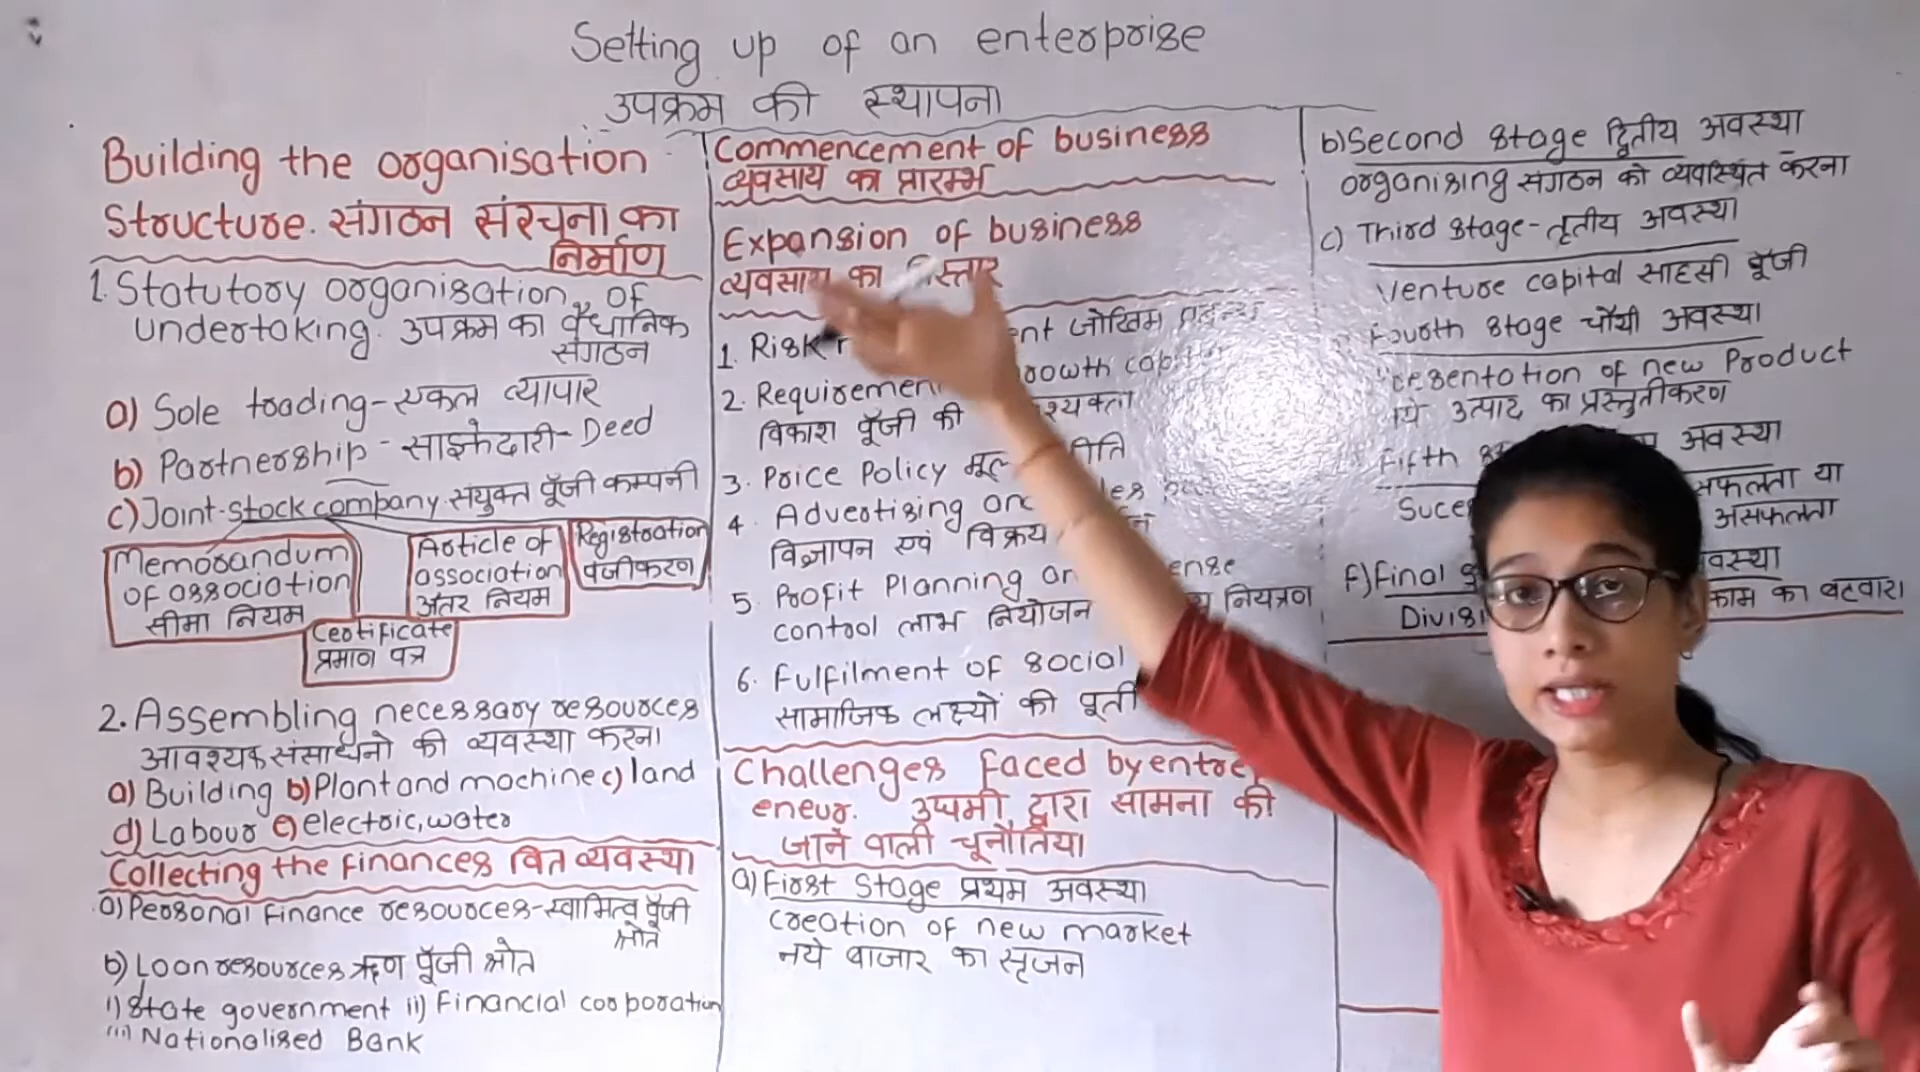 Setting up of an enterprise
उपक्रम की स्थापना
Building the organisation
Structure. संगठन संरचना का
निर्माण
1. Statutory organisation of
undertaking. उपक्रम का वैधानिक
संगठन
a) Sole trading - एकल व्यापार
b) Partnership - साझेदारी - Deed
c) Joint-stock company. संयुक्त पूँजी कम्पनी
Memorandum
of association
सीमा नियम
Article of
association
अंतर नियम
Registration
पंजीकरण
Certificate
प्रमाण पत्र
2. Assembling necessary resources
आवश्यक संसाधनो की व्यवस्था करना
a) Building b) Plant and machine c) land
d) Labour e) electric, water
Collecting the finances वित व्यवस्था
a) Personal finance resources - स्वामित्व पूँजी
स्रोत
b) Loan resources ऋण पूँजी स्रोत
i) State government ii) Financial corporation
iii) Nationalised Bank
Commencement of business
व्यवसाय का प्रारम्भ
Expansion of business
व्यवसाय का
1. Risk जोखिम
2. Requirement growth
विकाश पूँजी की
3. Price Policy
4. Advertising and
विज्ञापन एवं विक्रय
5. Profit Planning
control लाभ नियोजन नियंत्रण
6. Fulfilment of social
सामाजिक लक्ष्यों की पूर्ती
Challenges faced by entrepr
eneur. उद्यमी द्वारा सामना की
जाने वाली चूनौतिया
a) First Stage प्रथम अवस्था
creation of new market
नये बाजार का सृजन
b) Second stage द्वितीय अवस्था
organising संगठन को व्यवस्थित करना
c) Third stage - तृतीय अवस्था
Venture capital साहसी पूँजी
Fourth stage चौथी अवस्था
Presentation of new Product
नये उत्पाद का प्रस्तुतीकरण
Fifth अवस्था
सफलता या
असफलता
F) Final
काम का बटवारा